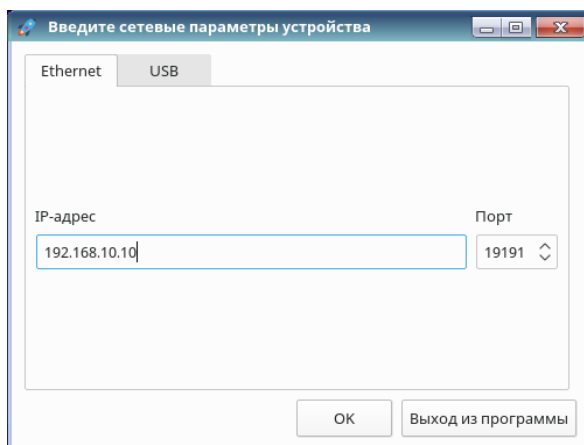 Введите сетевые параметры устройства
Ethernet USB
IP-адрес Порт
192.168.10.10 19191
OK Выход из программы